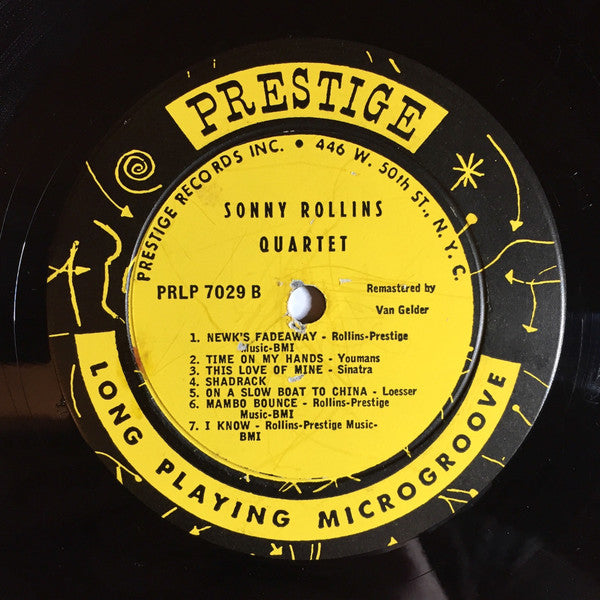 PRESTIGE
PRESTIGE RECORDS INC. • 446 W. 50th ST., N.Y.C.
SONNY ROLLINS
QUARTET
PRLP 7029 B
Remastered by
Van Gelder
1. NEWK'S FADEAWAY - Rollins-Prestige
Music-BMI
2. TIME ON MY HANDS - Youmans
3. THIS LOVE OF MINE - Sinatra
4. SHADRACK
5. ON A SLOW BOAT TO CHINA - Loesser
6. MAMBO BOUNCE - Rollins-Prestige
Music-BMI
7. I KNOW - Rollins-Prestige Music-
BMI
LONG PLAYING MICROGROOVE